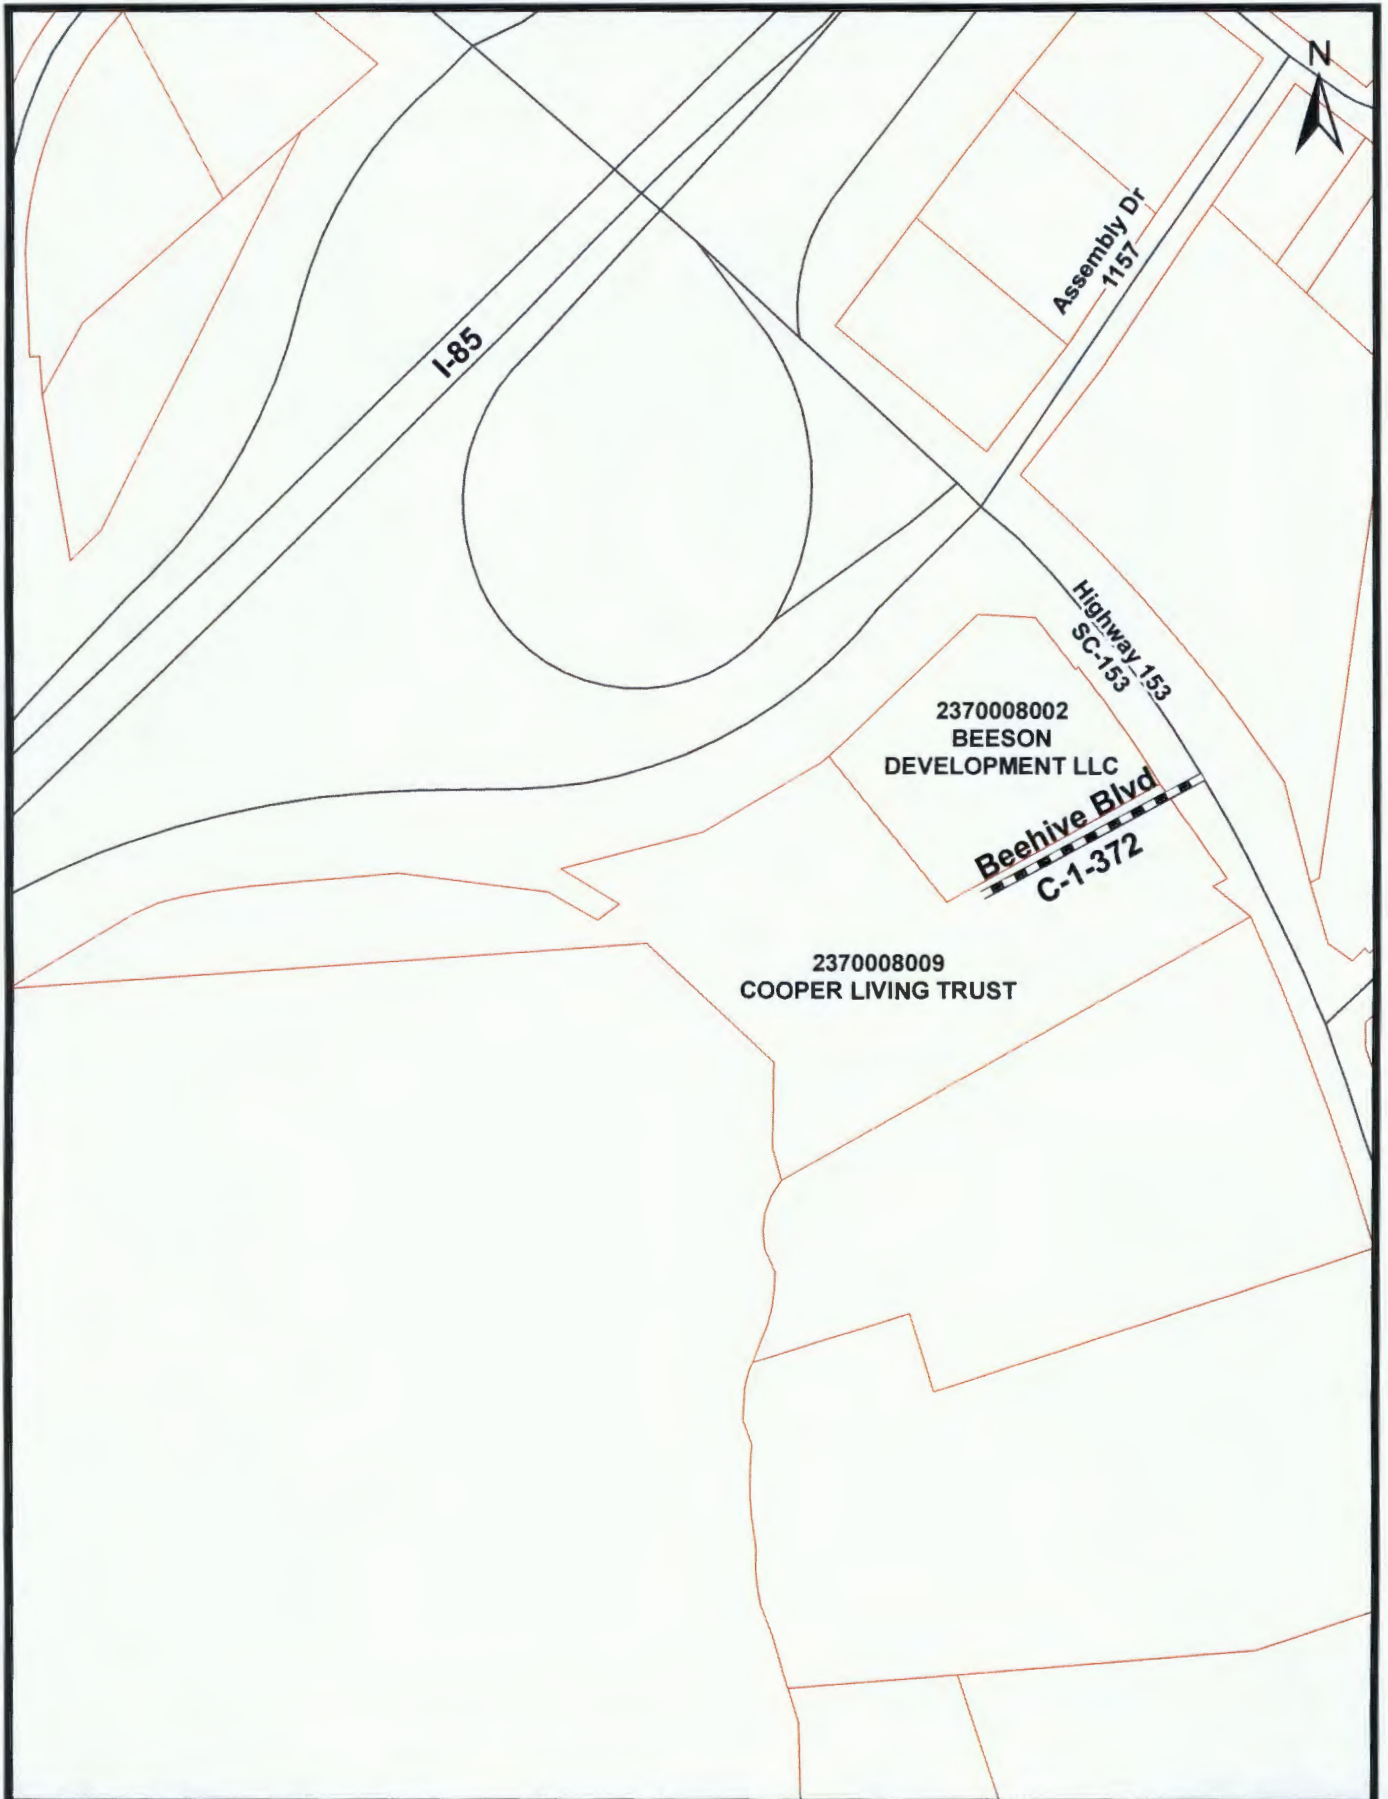 N
Assembly Dr
1157
I-85
Highway 153
SC-153
2370008002
BEESON
DEVELOPMENT LLC
Beehive Blvd
C-1-372
2370008009
COOPER LIVING TRUST